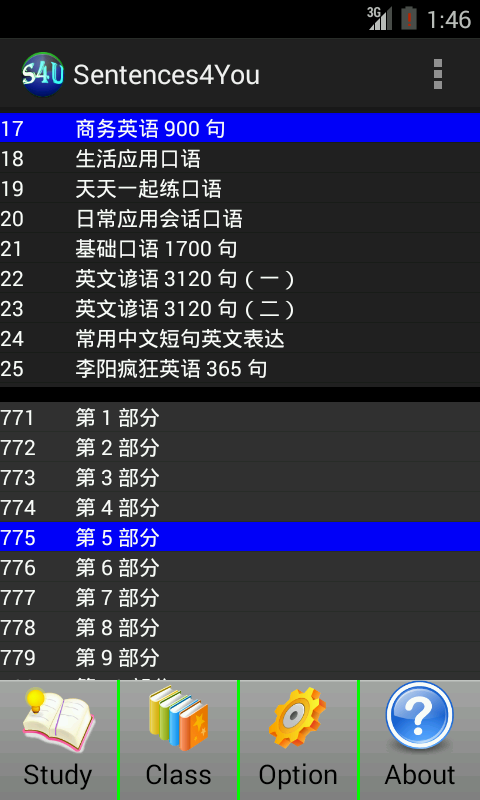 3G 1:46
S4U Sentences4You
17 商务英语 900 句
18 生活应用口语
19 天天一起练口语
20 日常应用会话口语
21 基础口语 1700 句
22 英文谚语 3120 句 ( 一 )
23 英文谚语 3120 句 ( 二 )
24 常用中文短句英文表达
25 李阳疯狂英语 365 句
771 第 1 部分
772 第 2 部分
773 第 3 部分
774 第 4 部分
775 第 5 部分
776 第 6 部分
777 第 7 部分
778 第 8 部分
779 第 9 部分
Study Class Option About